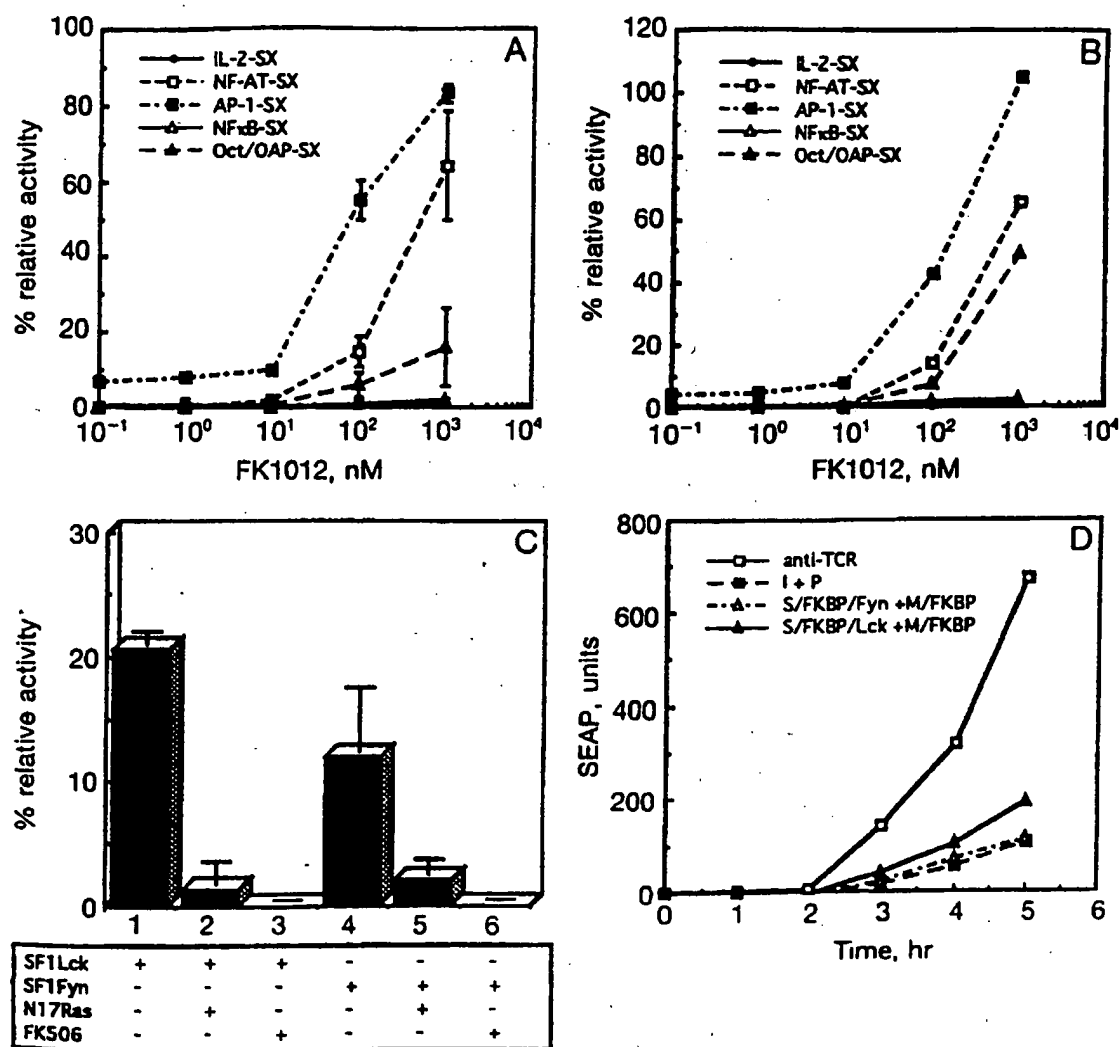 A
100
80
60
40
20
0
% relative activity
IL-2-SX
NF-AT-SX
AP-1-SX
NFκB-SX
Oct/OAP-SX
10⁻¹ 10⁰ 10¹ 10² 10³ 10⁴
FK1012, nM
B
120
100
80
60
40
20
0
% relative activity
IL-2-SX
NF-AT-SX
AP-1-SX
NFκB-SX
Oct/OAP-SX
10⁻¹ 10⁰ 10¹ 10² 10³ 10⁴
FK1012, nM
C
30
20
10
0
% relative activity
1 2 3 4 5 6
SF1Lck + + + - - -
SF1Fyn - - - + + +
N17Ras - + - - + -
FK506 - - + - - +
D
800
600
400
200
0
SEAP, units
anti-TCR
I + P
S/FKBP/Fyn +M/FKBP
S/FKBP/Lck +M/FKBP
0 1 2 3 4 5 6
Time, hr